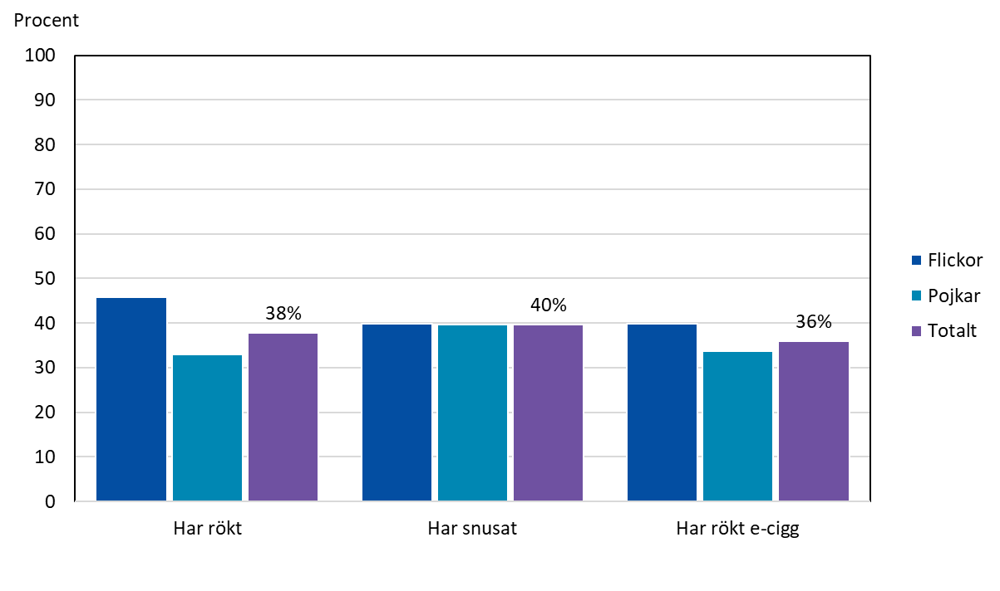 Procent
100
90
80
70
60
50
40
30
20
10
0
38%
40%
36%
Har rökt
Har snusat
Har rökt e-cigg
Flickor
Pojkar
Totalt